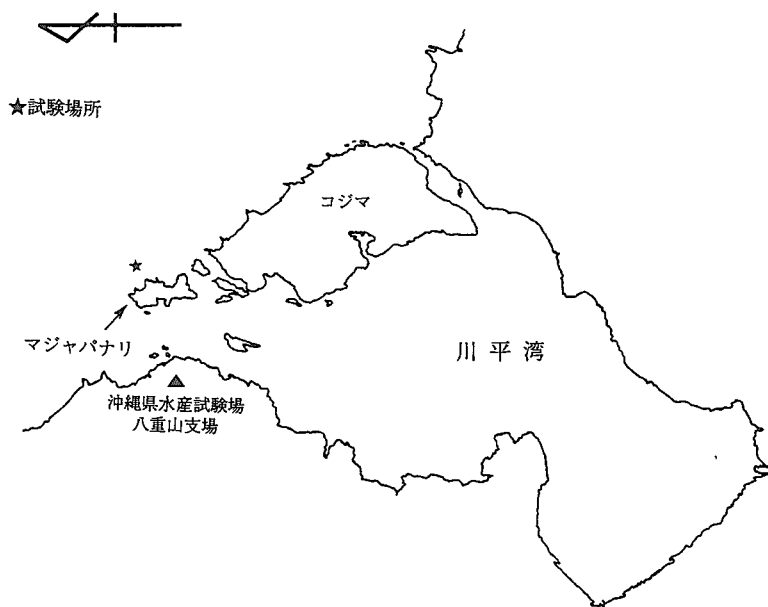 ★試験場所
コジマ
マジャパナリ
川平湾
沖縄県水産試験場
八重山支場